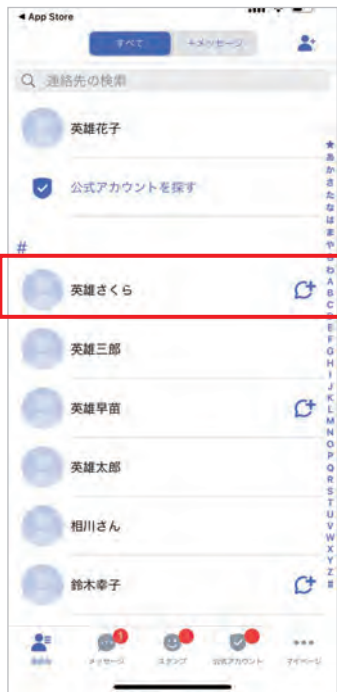 ◀ App Store
すべて
+メッセージ
連絡先の検索
英雄花子
公式アカウントを探す
#
英雄さくら
英雄三郎
英雄早苗
英雄太郎
相川さん
鈴木幸子
★
あ
か
さ
た
な
は
ま
や
ら
わ
A
B
C
D
E
F
G
H
I
J
K
L
M
N
O
P
Q
R
S
T
U
V
W
X
Y
Z
#
連絡先
メッセージ
スタンプ
公式アカウント
マイページ